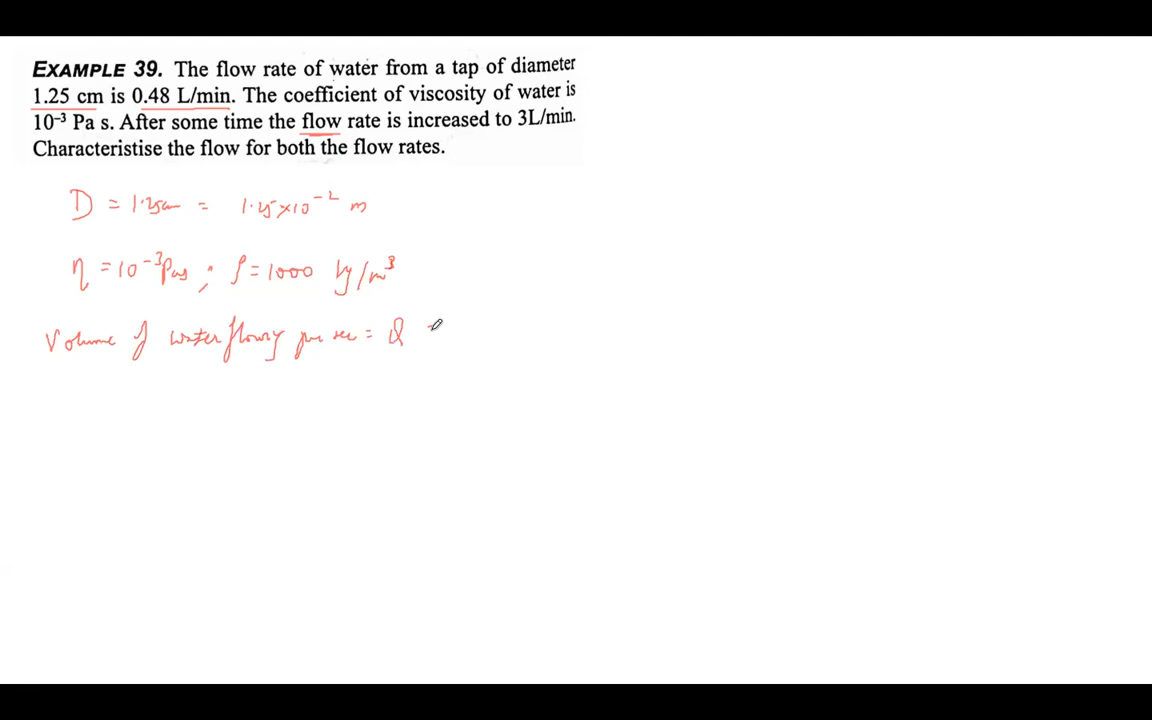 EXAMPLE 39. The flow rate of water from a tap of diameter
1.25 cm is 0.48 L/min. The coefficient of viscosity of water is
10⁻³ Pa s. After some time the flow rate is increased to 3L/min.
Characteristise the flow for both the flow rates.
D = 1.25cm = 1.25×10⁻² m
η = 10⁻³ Pas ; ρ = 1000 kg/m³
Volume of water flowing per sec = Q